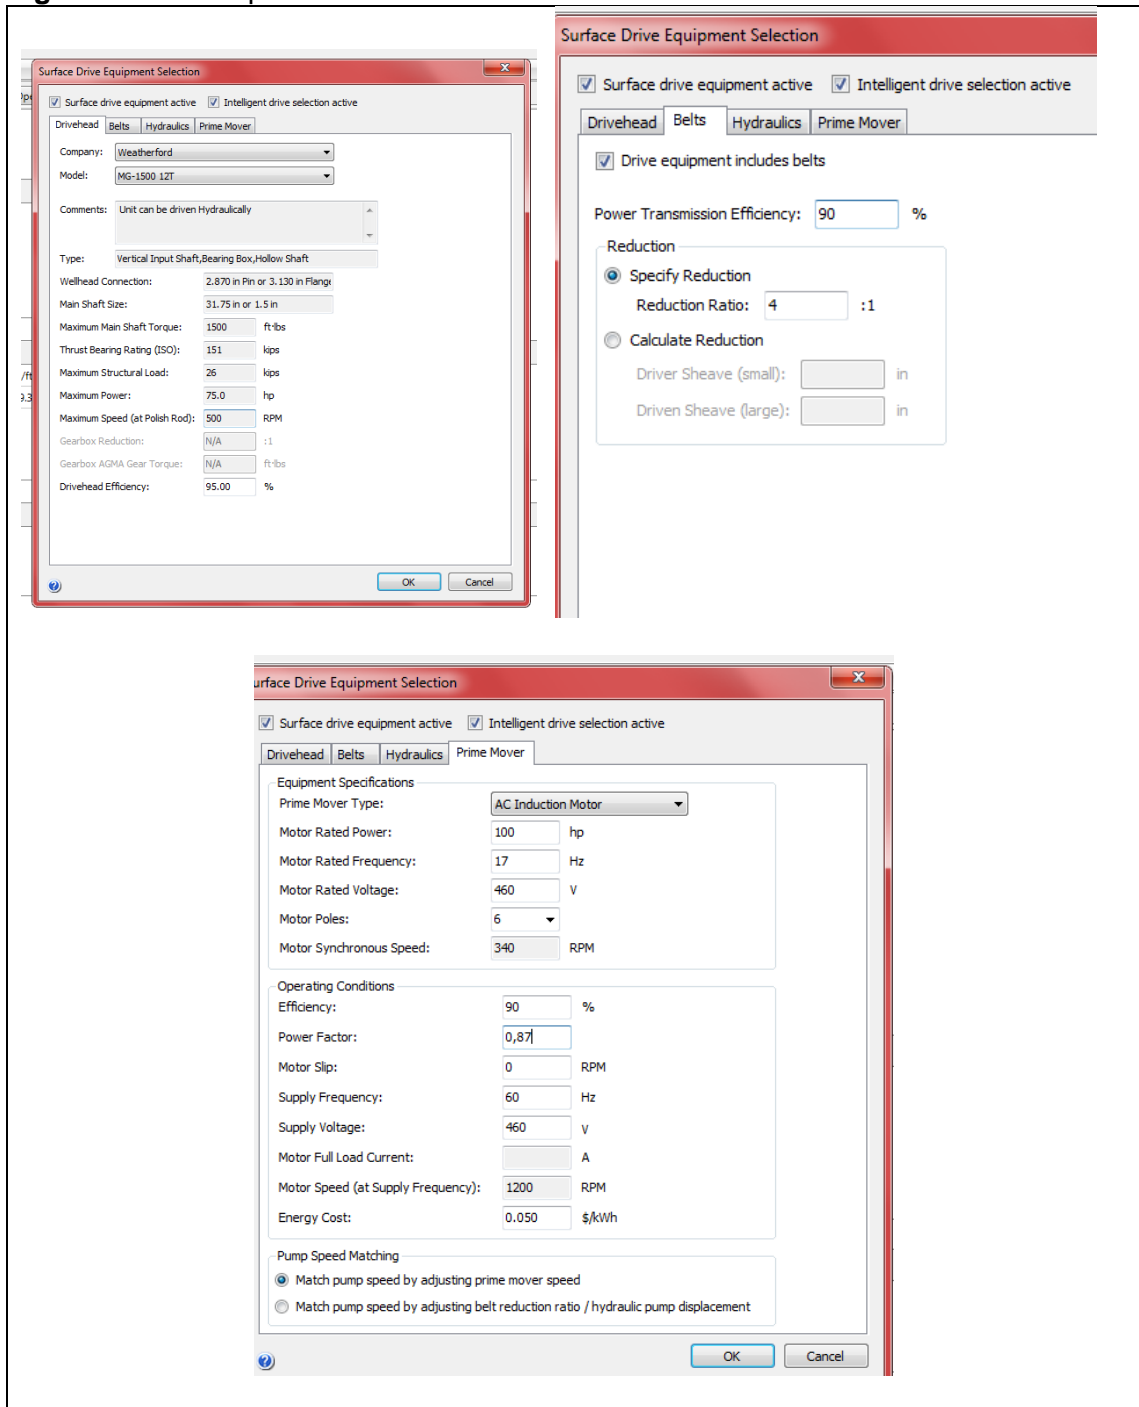 Surface Drive Equipment Selection
Surface drive equipment active Intelligent drive selection active
Drivehead Belts Hydraulics Prime Mover
Company: Weatherford
Model: MG-1500 12T
Comments: Unit can be driven Hydraulically
Type: Vertical Input Shaft,Bearing Box,Hollow Shaft
Wellhead Connection: 2.870 in Pin or 3.130 in Flange
Main Shaft Size: 31.75 in or 1.5 in
Maximum Main Shaft Torque: 1500 ft·lbs
Thrust Bearing Rating (ISO): 151 kips
Maximum Structural Load: 26 kips
Maximum Power: 75.0 hp
Maximum Speed (at Polish Rod): 500 RPM
Gearbox Reduction: N/A :1
Gearbox AGMA Gear Torque: N/A ft·lbs
Drivehead Efficiency: 95.00 %
OK Cancel
Surface Drive Equipment Selection
Surface drive equipment active Intelligent drive selection active
Drivehead Belts Hydraulics Prime Mover
Drive equipment includes belts
Power Transmission Efficiency: 90 %
Reduction
Specify Reduction
Reduction Ratio: 4 :1
Calculate Reduction
Driver Sheave (small): in
Driven Sheave (large): in
urface Drive Equipment Selection
Surface drive equipment active Intelligent drive selection active
Drivehead Belts Hydraulics Prime Mover
Equipment Specifications
Prime Mover Type: AC Induction Motor
Motor Rated Power: 100 hp
Motor Rated Frequency: 17 Hz
Motor Rated Voltage: 460 V
Motor Poles: 6
Motor Synchronous Speed: 340 RPM
Operating Conditions
Efficiency: 90 %
Power Factor: 0,87
Motor Slip: 0 RPM
Supply Frequency: 60 Hz
Supply Voltage: 460 V
Motor Full Load Current: A
Motor Speed (at Supply Frequency): 1200 RPM
Energy Cost: 0.050 $/kWh
Pump Speed Matching
Match pump speed by adjusting prime mover speed
Match pump speed by adjusting belt reduction ratio / hydraulic pump displacement
OK Cancel